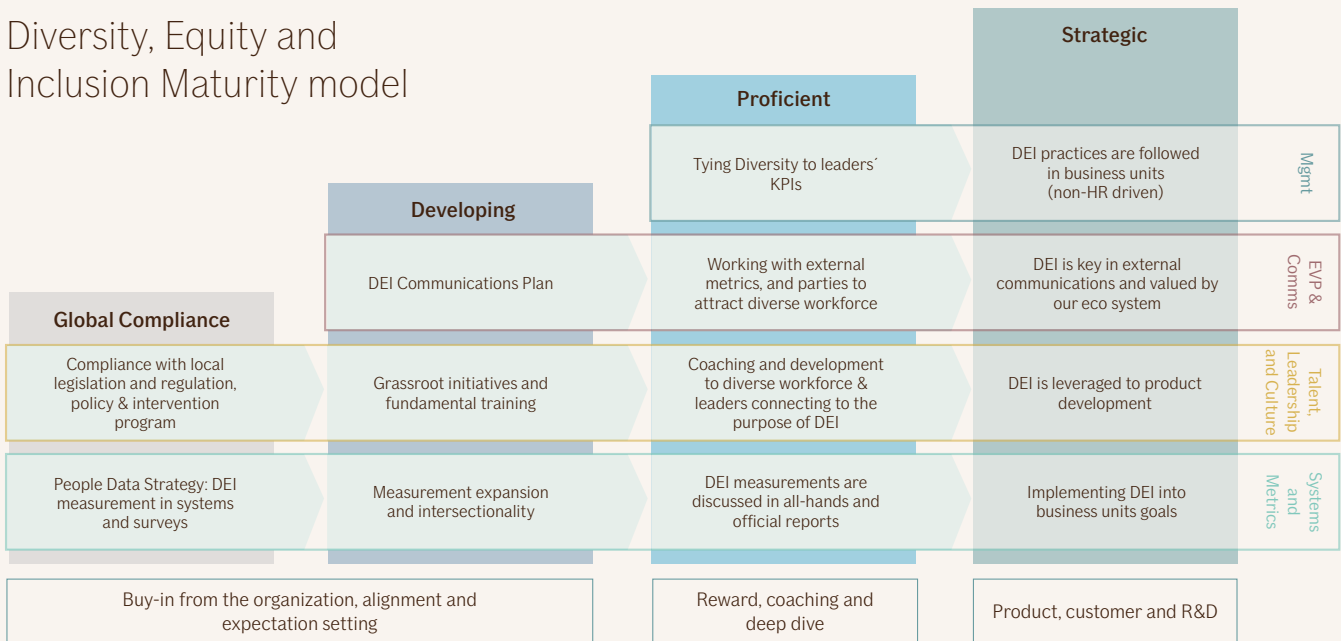 Diversity, Equity and
Inclusion Maturity model
Strategic
Proficient
Developing
Global Compliance
Tying Diversity to leaders´
KPIs
DEI practices are followed
in business units
(non-HR driven)
Mgmt
DEI Communications Plan
Working with external
metrics, and parties to
attract diverse workforce
DEI is key in external
communications and valued by
our eco system
EVP &
Comms
Compliance with local
legislation and regulation,
policy & intervention
program
Grassroot initiatives and
fundamental training
Coaching and development
to diverse workforce &
leaders connecting to the
purpose of DEI
DEI is leveraged to product
development
Talent,
Leadership
and Culture
People Data Strategy: DEI
measurement in systems
and surveys
Measurement expansion
and intersectionality
DEI measurements are
discussed in all-hands and
official reports
Implementing DEI into
business units goals
Systems
and
Metrics
Buy-in from the organization, alignment and
expectation setting
Reward, coaching and
deep dive
Product, customer and R&D